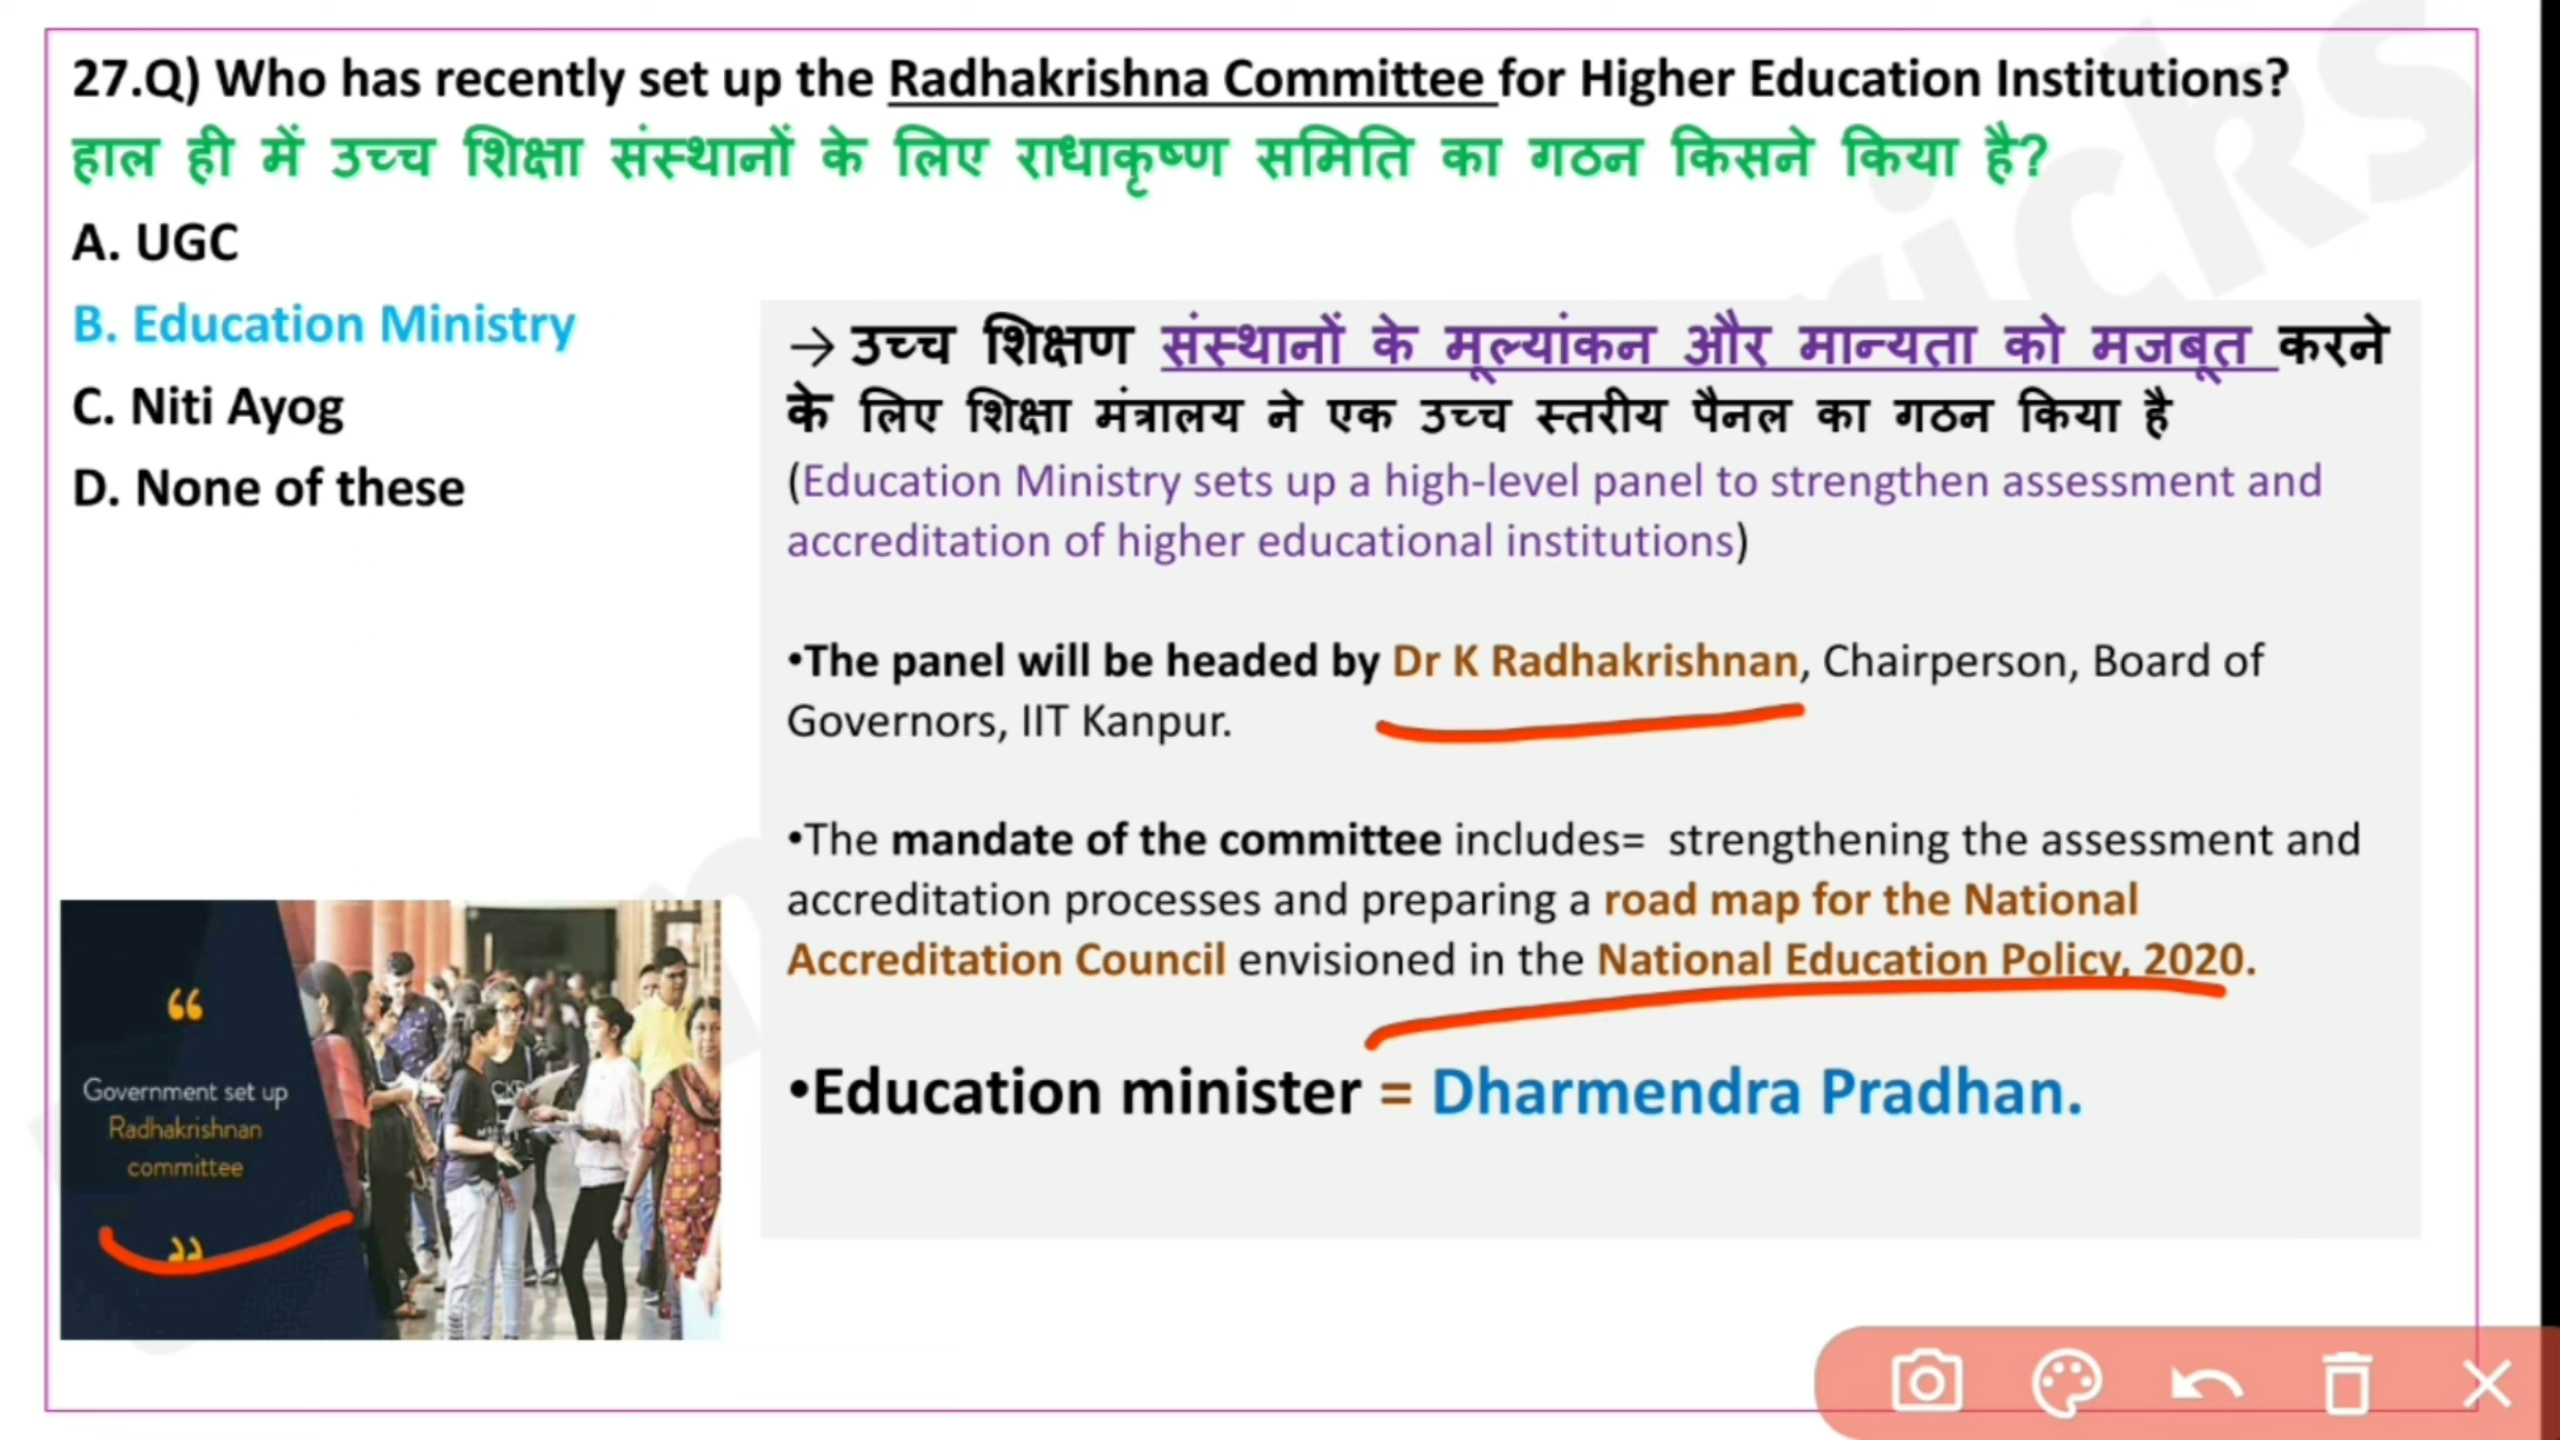 27.Q) Who has recently set up the Radhakrishna Committee for Higher Education Institutions?
हाल ही में उच्च शिक्षा संस्थानों के लिए राधाकृष्ण समिति का गठन किसने किया है?
A. UGC
B. Education Ministry
C. Niti Ayog
D. None of these
→ उच्च शिक्षण संस्थानों के मूल्यांकन और मान्यता को मजबूत करने
के लिए शिक्षा मंत्रालय ने एक उच्च स्तरीय पैनल का गठन किया है
(Education Ministry sets up a high-level panel to strengthen assessment and
accreditation of higher educational institutions)
•The panel will be headed by Dr K Radhakrishnan, Chairperson, Board of
Governors, IIT Kanpur.
•The mandate of the committee includes= strengthening the assessment and
accreditation processes and preparing a road map for the National
Accreditation Council envisioned in the National Education Policy, 2020.
•Education minister = Dharmendra Pradhan.
“
Government set up
Radhakrishnan
committee
”